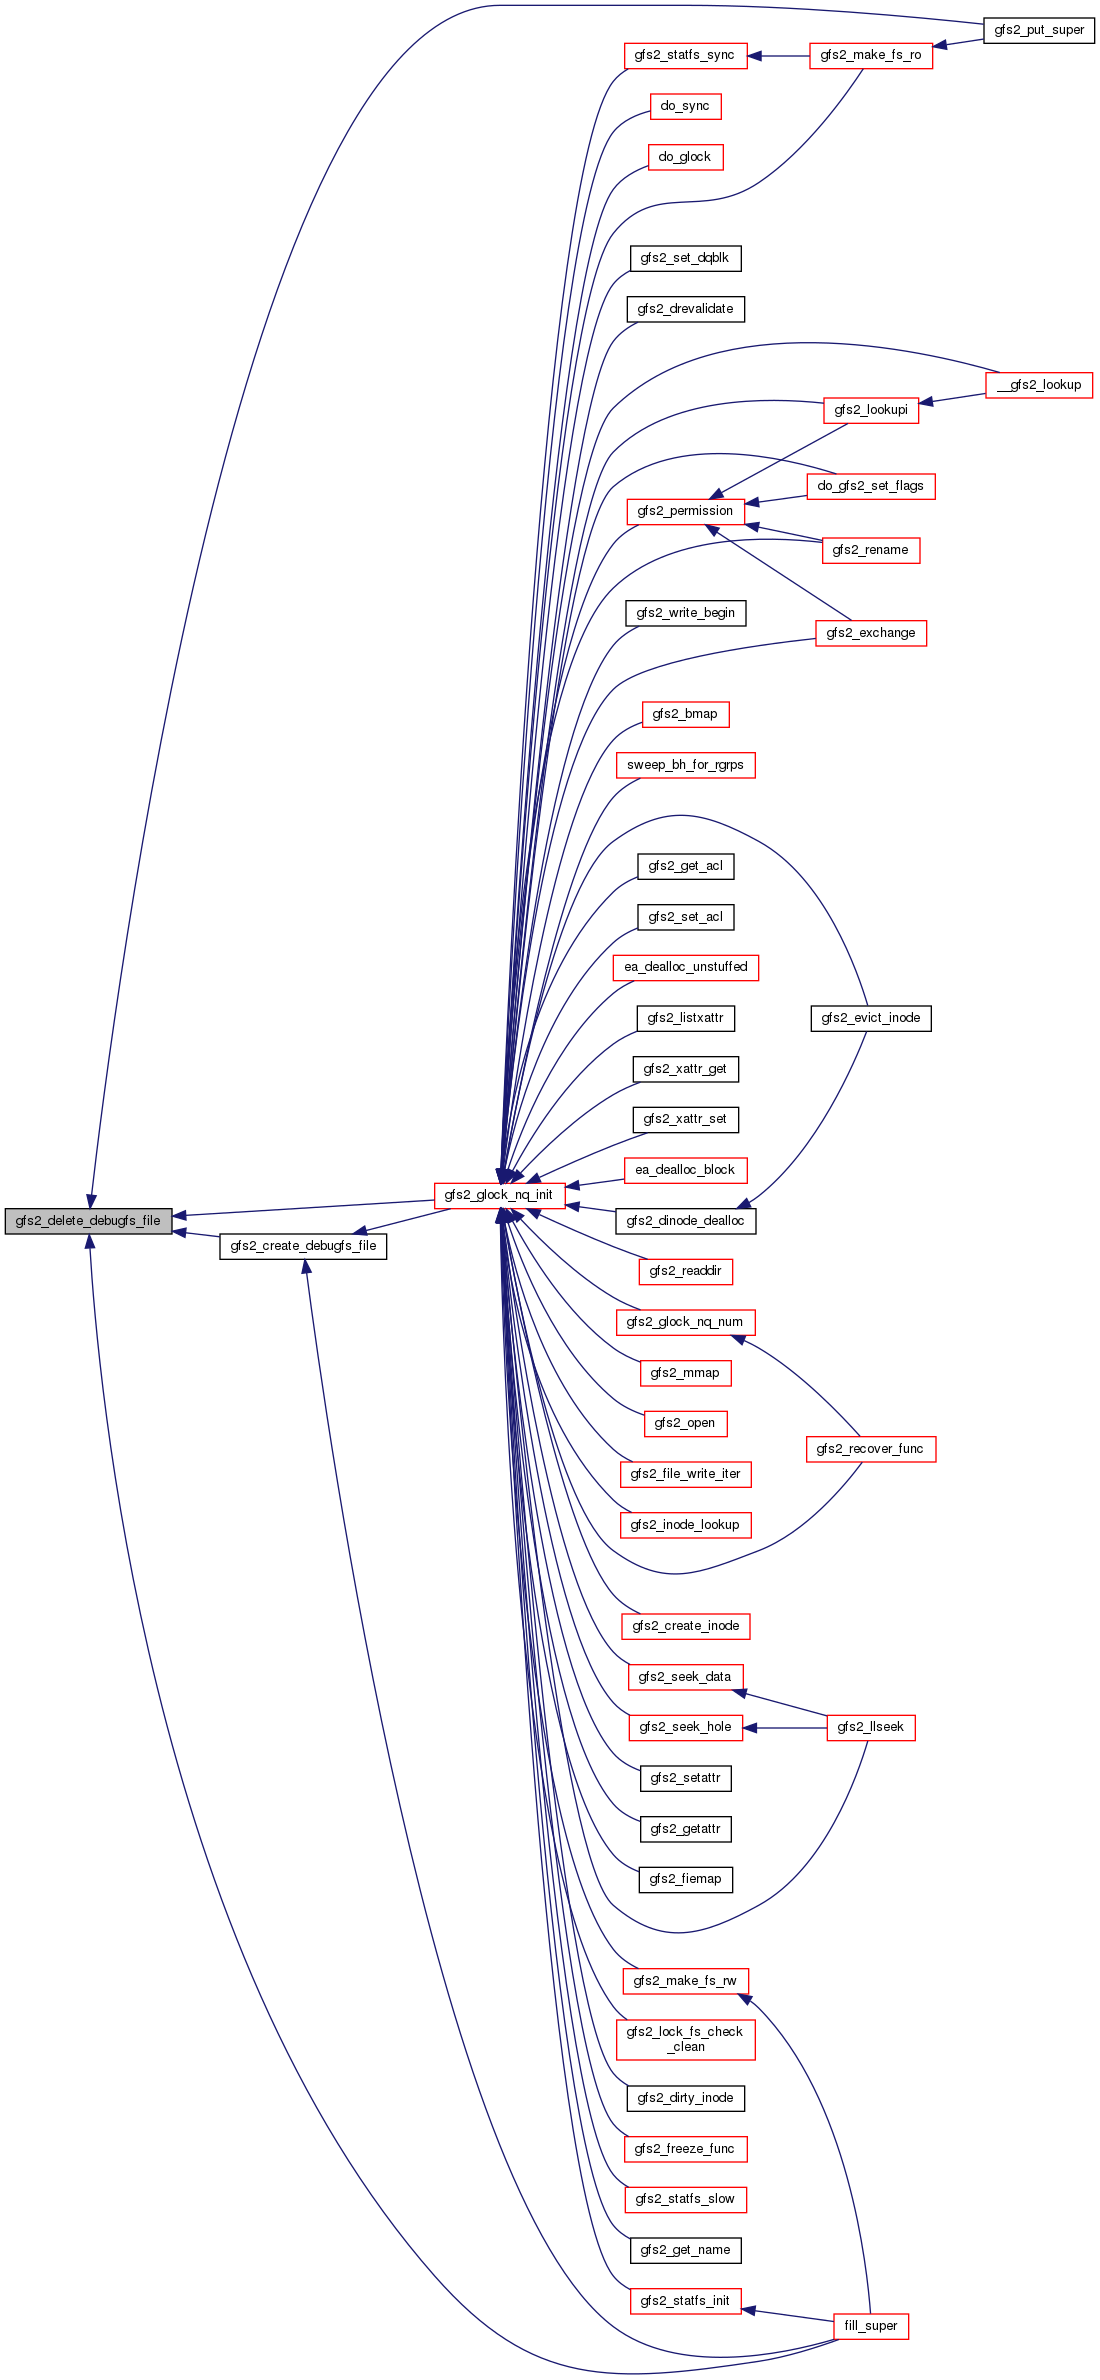 gfs2_put_super
gfs2_statfs_sync
gfs2_make_fs_ro
do_sync
do_glock
gfs2_set_dqblk
gfs2_drevalidate
__gfs2_lookup
gfs2_lookupi
do_gfs2_set_flags
gfs2_permission
gfs2_rename
gfs2_write_begin
gfs2_exchange
gfs2_bmap
sweep_bh_for_rgrps
gfs2_get_acl
gfs2_set_acl
ea_dealloc_unstuffed
gfs2_listxattr
gfs2_evict_inode
gfs2_xattr_get
gfs2_xattr_set
ea_dealloc_block
gfs2_glock_nq_init
gfs2_delete_debugfs_file
gfs2_dinode_dealloc
gfs2_create_debugfs_file
gfs2_readdir
gfs2_glock_nq_num
gfs2_mmap
gfs2_open
gfs2_recover_func
gfs2_file_write_iter
gfs2_inode_lookup
gfs2_create_inode
gfs2_seek_data
gfs2_seek_hole
gfs2_llseek
gfs2_setattr
gfs2_getattr
gfs2_fiemap
gfs2_make_fs_rw
gfs2_lock_fs_check
_clean
gfs2_dirty_inode
gfs2_freeze_func
gfs2_statfs_slow
gfs2_get_name
gfs2_statfs_init
fill_super